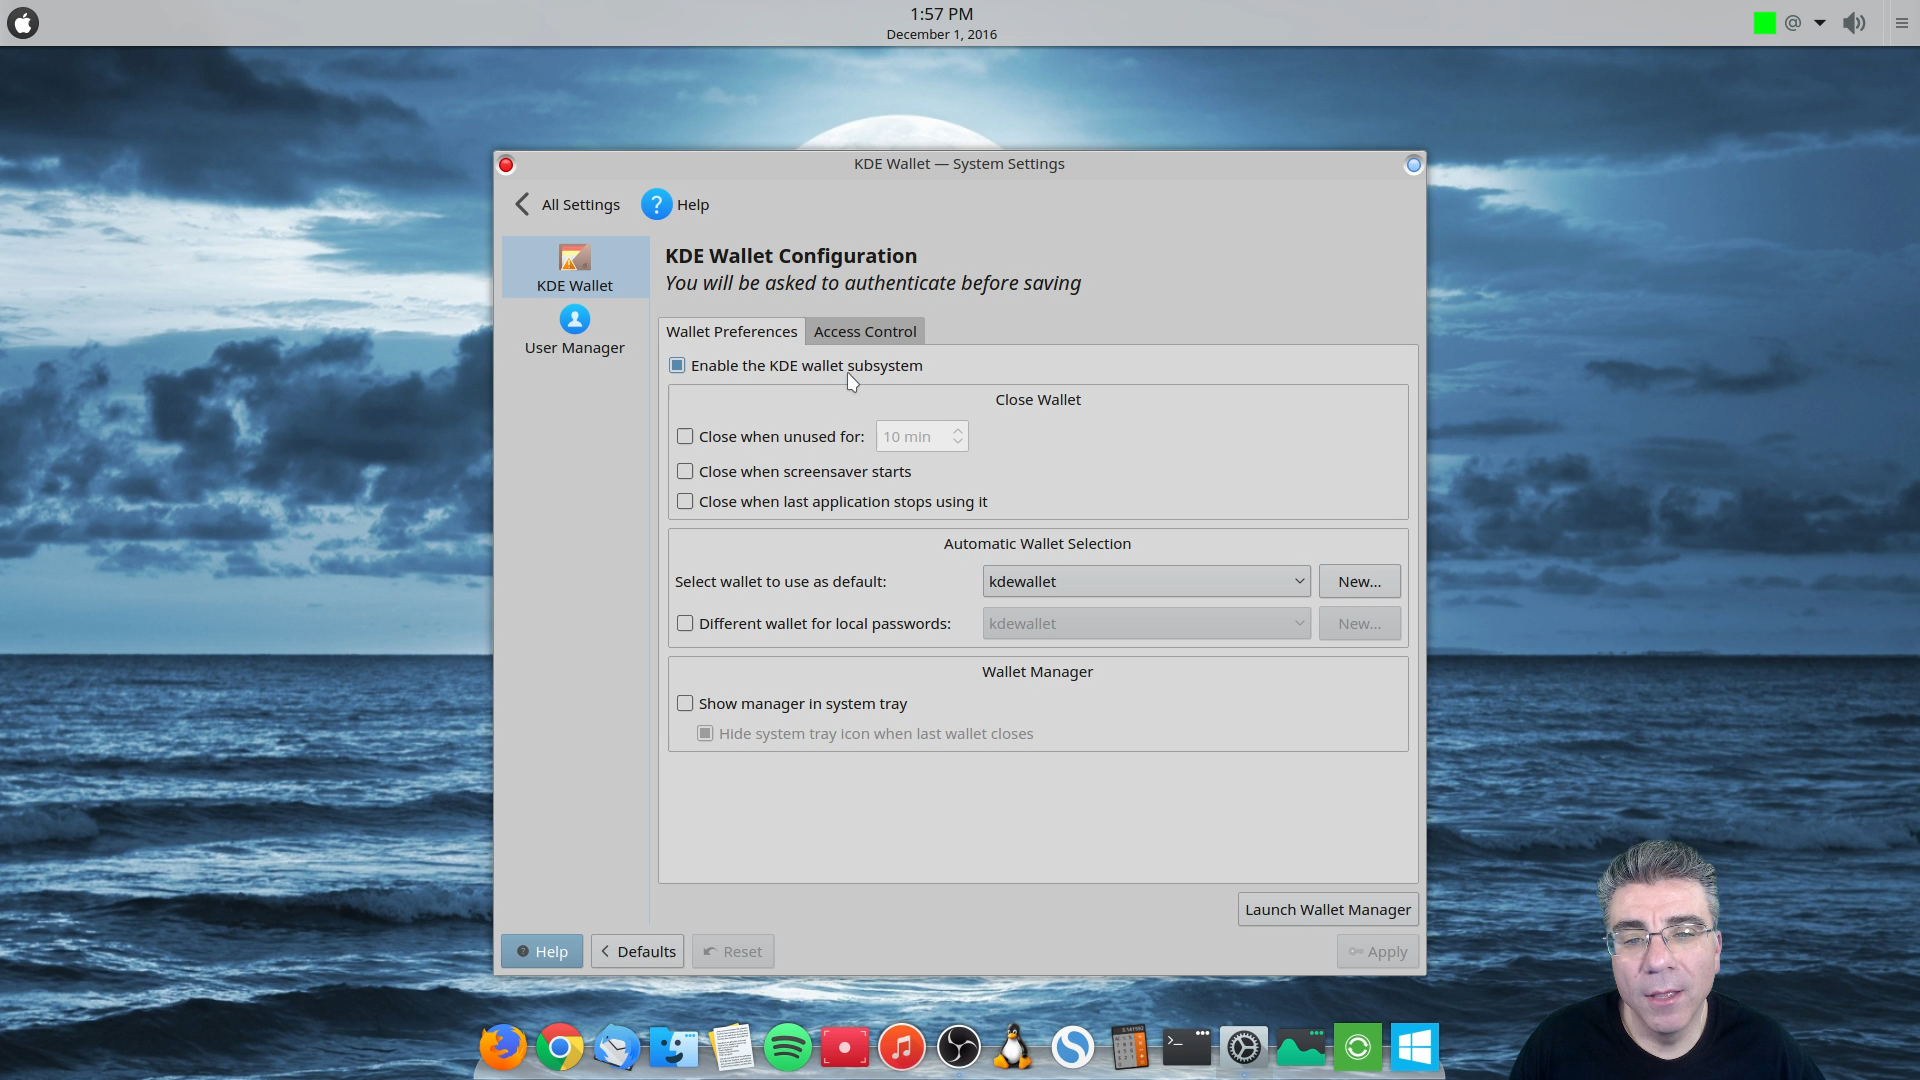 1:57 PM
December 1, 2016
@
KDE Wallet — System Settings
All Settings
? Help
KDE Wallet
User Manager
KDE Wallet Configuration
You will be asked to authenticate before saving
Wallet Preferences
Access Control
Enable the KDE wallet subsystem
Close Wallet
Close when unused for: 10 min
Close when screensaver starts
Close when last application stops using it
Automatic Wallet Selection
Select wallet to use as default: kdewallet New...
Different wallet for local passwords: kdewallet New...
Wallet Manager
Show manager in system tray
Hide system tray icon when last wallet closes
Launch Wallet Manager
Help
Defaults
Reset
Apply